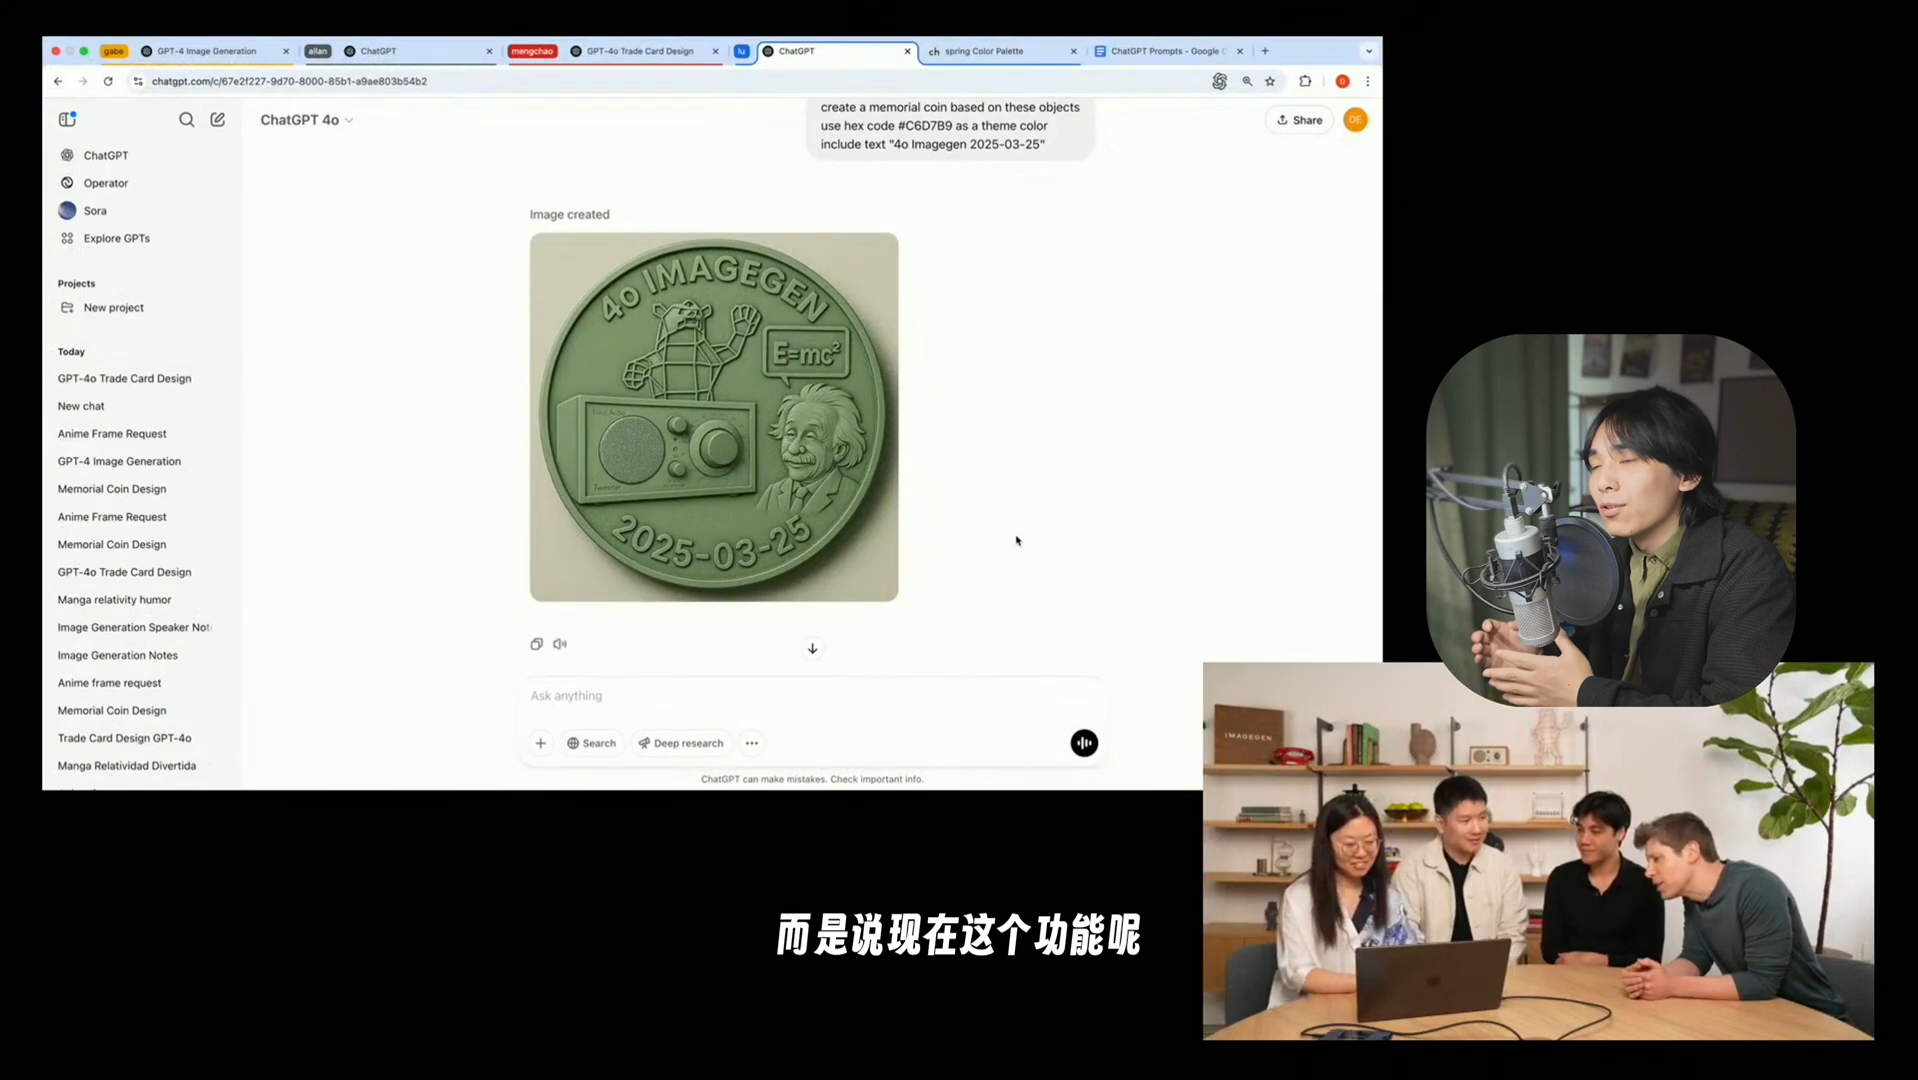 gabe
GPT-4 Image Generation
allan
ChatGPT
mengchao
GPT-4o Trade Card Design
lu
ChatGPT
ch spring Color Palette
ChatGPT Prompts - Google D
chatgpt.com/c/67e2f227-9d70-8000-85b1-a9ae803b54b2
ChatGPT 4o
create a memorial coin based on these objects
use hex code #C6D7B9 as a theme color
include text "4o Imagegen 2025-03-25"
Share
DE
ChatGPT
Operator
Sora
Explore GPTs
Projects
New project
Today
GPT-4o Trade Card Design
New chat
Anime Frame Request
GPT-4 Image Generation
Memorial Coin Design
Anime Frame Request
Memorial Coin Design
GPT-4o Trade Card Design
Manga relativity humor
Image Generation Speaker Not
Image Generation Notes
Anime frame request
Memorial Coin Design
Trade Card Design GPT-4o
Manga Relatividad Divertida
Image created
4o IMAGEGEN
E=mc²
2025-03-25
Ask anything
Search
Deep research
ChatGPT can make mistakes. Check important info.
IMAGEGEN
而是说现在这个功能呢